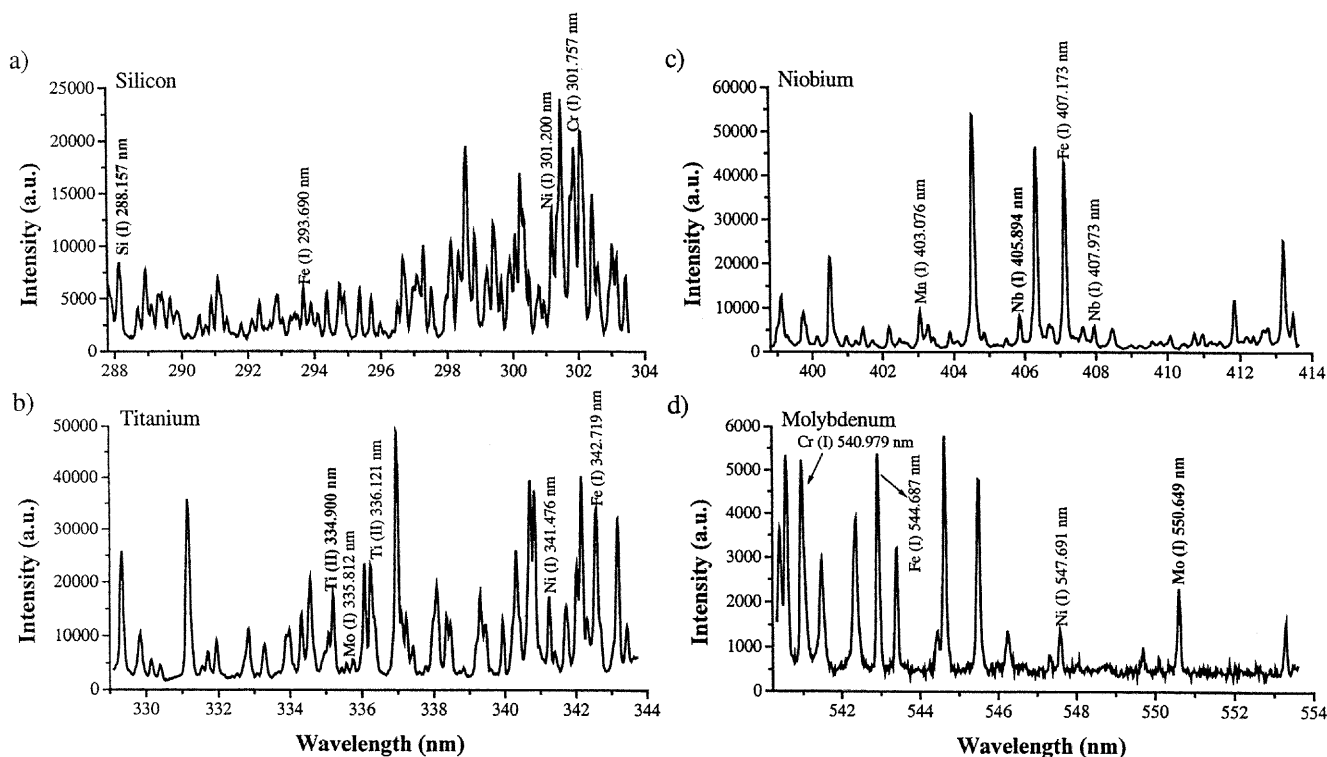 a)
Silicon
25000
20000
15000
10000
5000
0
Intensity (a.u.)
Si (I) 288.157 nm
Fe (I) 293.690 nm
Ni (I) 301.200 nm
Cr (I) 301.757 nm
288 290 292 294 296 298 300 302 304
b)
Titanium
50000
40000
30000
20000
10000
0
Intensity (a.u.)
Ti (II) 334.900 nm
Mo (I) 335.812 nm
Ti (II) 336.121 nm
Ni (I) 341.476 nm
Fe (I) 342.719 nm
330 332 334 336 338 340 342 344
Wavelength (nm)
c)
Niobium
60000
50000
40000
30000
20000
10000
0
Intensity (a.u.)
Mn (I) 403.076 nm
Nb (I) 405.894 nm
Fe (I) 407.173 nm
Nb (I) 407.973 nm
400 402 404 406 408 410 412 414
d)
Molybdenum
6000
5000
4000
3000
2000
1000
0
Intensity (a.u.)
Cr (I) 540.979 nm
Fe (I) 544.687 nm
Ni (I) 547.691 nm
Mo (I) 550.649 nm
542 544 546 548 550 552 554
Wavelength (nm)